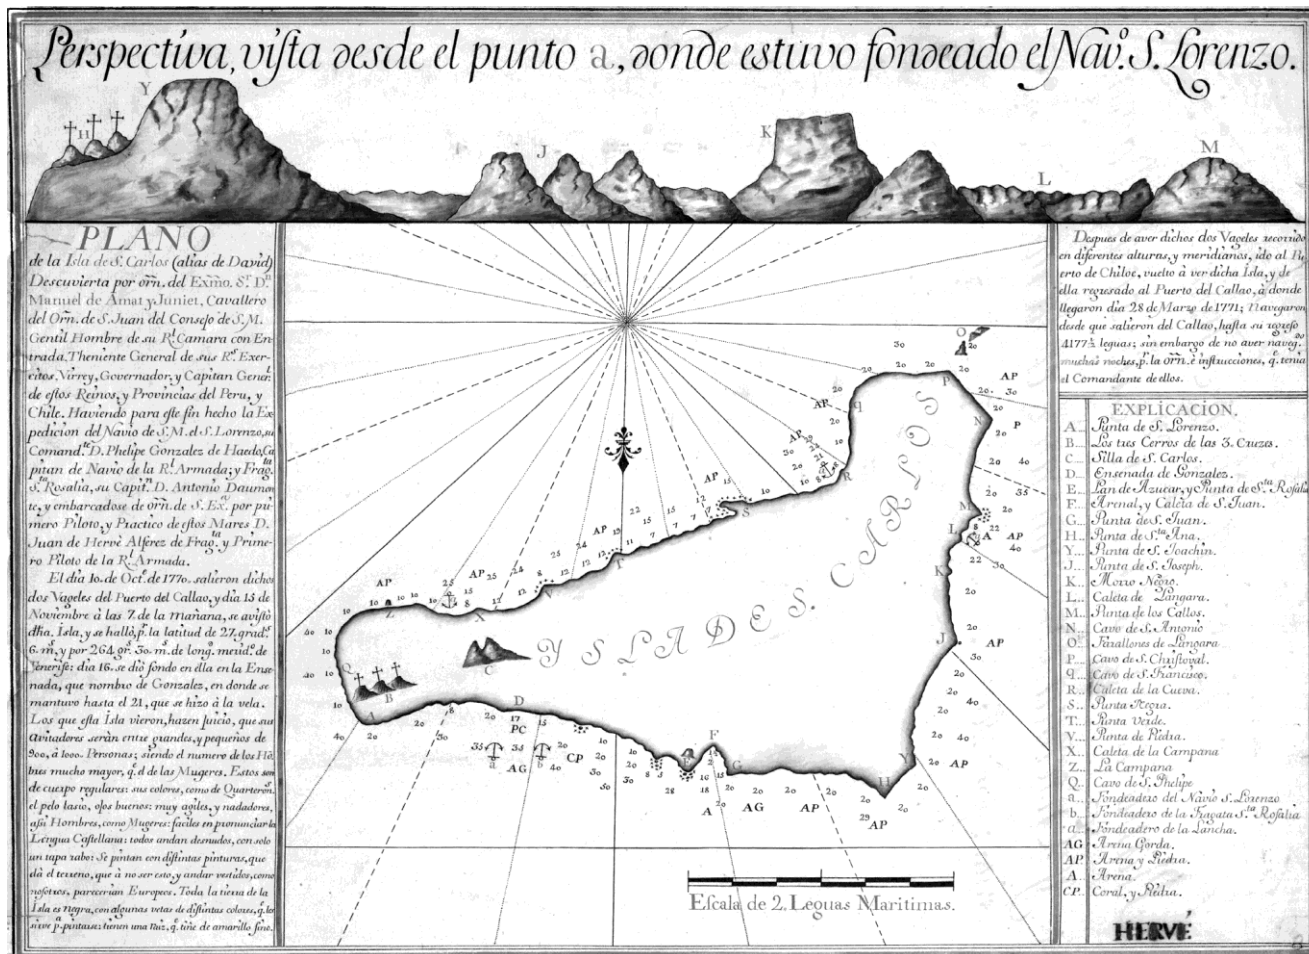 Perspectiva, vista desde el punto a, donde estuvo fondeado el Navº. S. Lorenzo.
Y
H
J
K
L
M
PLANO
de la Isla de S. Carlos (alias de David)
Descuvierta por orñ. del Exmo. Sr. Dn.
Manuel de Amat y Juniet, Cavallero
del Orn. de S. Juan del Consejo de S. M.
Gentil Hombre de su Rl. Camara con En-
trada, Theniente General de sus Rs. Exer-
citos, Virrey, Governador, y Capitan Generl.
de estos Reinos, y Provincias del Peru, y
Chile. Haviendo para este fin hecho la Ex-
pedicion del Navio de S. M. el S. Lorenzo, su
Comandte. D. Phelipe Gonzalez de Haedo, Ca
pitan de Navio de la Rl. Armada; y Fragta.
Sta. Rosalia, su Capitn. D. Antonio Daumon-
te, y embarcadose de orñ. de S. Exa. por pri-
mero Piloto, y Practico de estos Mares D.
Juan de Hervè Alferez de Fragta. y Prime-
ro Piloto de la Rl. Armada.
El dia 10. de Octe. de 1770. salieron dichos
dos Vageles del Puerto del Callao, y dia 15 de
Noviembre à las 7. de la mañana, se avistò
dha. Isla, y se hallò, pr. la latitud de 27. grads.
6. ms. y por 264 grs. 30. ms. de longd. meridl. de
Tenerife: dia 16. se diò fondo en ella en la Ense-
nada, que nombro de Gonzalez, en donde se
mantuvo hasta el 21, que se hizo à la vela.
Los que esta Isla vieron, hazen Juicio, que sus
avitadores seràn entre grandes, y pequeños de
900, à 1000. Personas; siendo el numero de los Hō-
bres mucho mayor, q. el de las Mugeres. Estos son
de cuerpo regulares: sus colores, como de Quarteron.
el pelo lasio, ojos buenos: muy agiles, y nadadores,
assi Hombres, como Mugeres: faciles en pronunciar la
Lengua Castellana: todos andan desnudos, con solo
un tapa rabo: Se pintan con distintas pinturas, que
dà el terreno, que à no ser esto, y andar vestidos, como
nosotros, parecerian Europeos. Toda la tierra de la
Isla es negra, con algunas vetas de distintas colores, q. les
sirve pa. pintarse: tienen una raiz, q. tiñe de amarillo fino.
YSLA DE S. CARLOS
Escala de 2. Leguas Maritimas.
Despues de aver dichos dos Vageles recorrido
en diferentes alturas, y meridianos, ido al Pu
erto de Chiloe, vuelto à ver dicha Isla, y de
ella regresado al Puerto del Callao, à donde
llegaron dia 28 de Marzo de 1771; Navegaron
desde que salieron del Callao, hasta su regreso
4177½ leguas; sin embargo de no aver navegdo.
muchas noches, pr. la orñ. è instrucciones, q. tenia
el Comandante de ellos.
EXPLICACION.
A... Punta de S. Lorenzo.
B... Los tres Cerros de las 3. Cruzes.
C... Silla de S. Carlos.
D... Ensenada de Gonzalez.
E... Pan de Azucar, y Punta de Sta. Rosalia
F... Arenal, y Caleta de S. Juan.
G... Punta de S. Juan.
H... Punta de Sta. Ana.
Y... Punta de S. Joachin.
J... Punta de S. Joseph.
K... Morro Negro.
L... Caleta de Langara.
M... Punta de los Callos.
N... Cavo de S. Antonio
O... Farallones de Langara
P... Cavo de S. Christoval.
q... Cavo de S. Francisco.
R... Caleta de la Cueva.
S... Punta Negra.
T... Punta Verde.
V... Punta de Piedra.
X... Caleta de la Campana
Z... La Campana
Q... Cavo de S. Phelipe
a... Fondeadero del Navio S. Lorenzo
b... Fondeadero de la Fragata Sta. Rosalia
a... Fondeadero de la Lancha.
AG Arena Gorda.
AP. Arena y Piedra.
A... Arena.
CP.. Coral, y Piedra.
HERVÉ